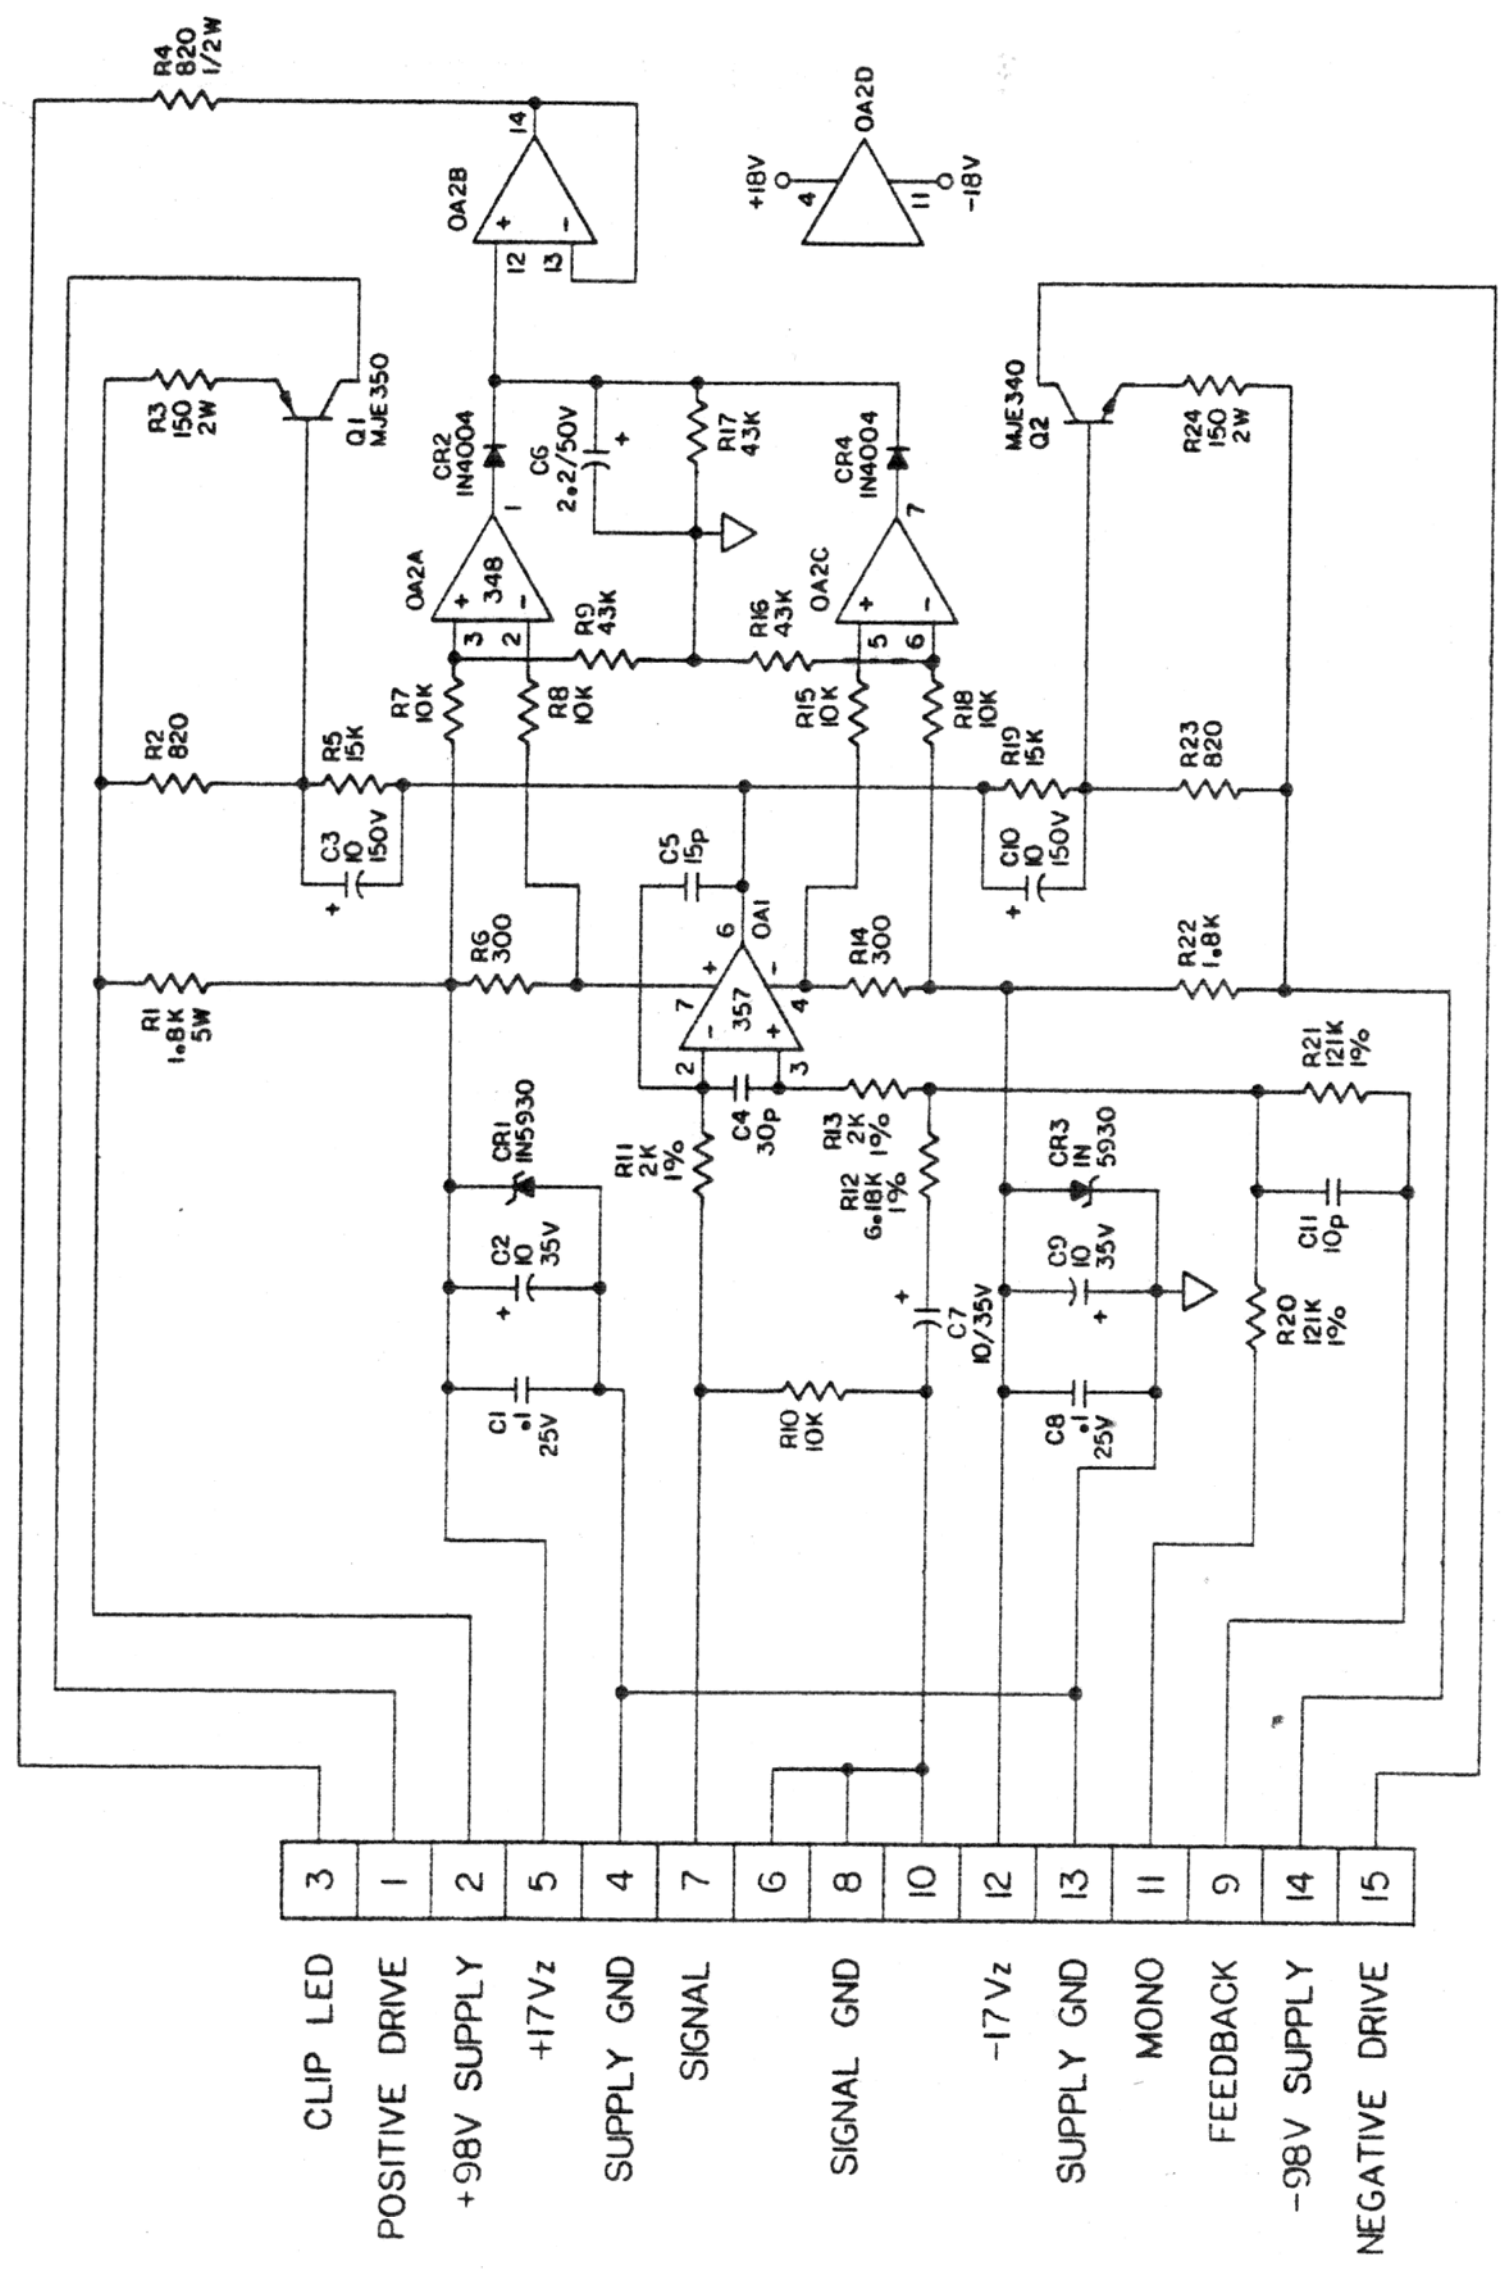 R4
820
1/2W
14
OA2B
+
-
12
13
+18V
4
OA2D
11
-18V
R3
150
2W
Q1
MJE350
CR2
1N4004
1
C6
2.2/50V
+
R17
43K
CR4
1N4004
7
MJE340
Q2
R24
150
2W
OA2A
348
+
-
3
2
R9
43K
R16
43K
OA2C
+
-
5
6
R7
10K
R8
10K
R15
10K
R18
10K
R2
820
R5
15K
C3
10
150V
+
C5
15P
R19
15K
C10
10
150V
+
R23
820
R1
1.8K
5W
R6
300
6
OA1
357
7
+
4
-
-
+
2
3
R14
300
R22
1.8K
CR1
1N5930
C2
10
35V
+
C1
.1
25V
R11
2K
1%
C4
30p
R13
2K
1%
R12
6.18K
1%
+
C7
10/35V
R10
10K
CR3
1N
5930
C9
10
35V
+
C8
.1
25V
R21
121K
1%
C11
10p
R20
121K
1%
3
1
2
5
4
7
6
8
10
12
13
11
9
14
15
CLIP LED
POSITIVE DRIVE
+98V SUPPLY
+17Vz
SUPPLY GND
SIGNAL
SIGNAL GND
-17Vz
SUPPLY GND
MONO
FEEDBACK
-98V SUPPLY
NEGATIVE DRIVE